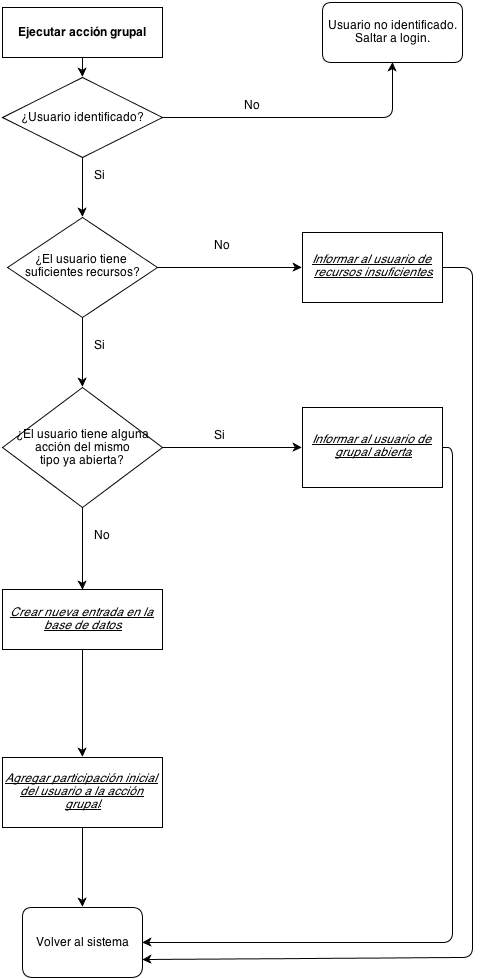 Ejecutar acción grupal
Usuario no identificado.
Saltar a login.
¿Usuario identificado?
No
Si
¿El usuario tiene
suficientes recursos?
No
Informar al usuario de
recursos insuficientes
Si
¿El usuario tiene alguna
acción del mismo
tipo ya abierta?
Si
Informar al usuario de
grupal abierta
No
Crear nueva entrada en la
base de datos
Agregar participación inicial
del usuario a la acción
grupal
Volver al sistema